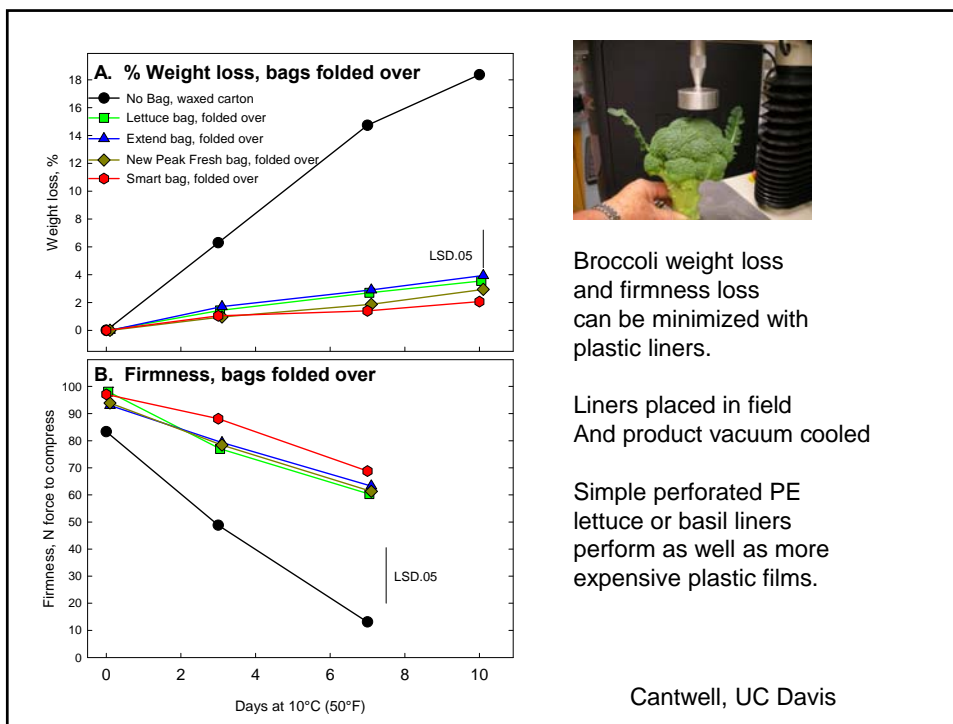 A. % Weight loss, bags folded over
No Bag, waxed carton
Lettuce bag, folded over
Extend bag, folded over
New Peak Fresh bag, folded over
Smart bag, folded over
LSD.05
Weight loss, %
18
16
14
12
10
8
6
4
2
0
B. Firmness, bags folded over
LSD.05
Firmness, N force to compress
100
90
80
70
60
50
40
30
20
10
0
0 2 4 6 8 10
Days at 10°C (50°F)
Broccoli weight loss
and firmness loss
can be minimized with
plastic liners.
Liners placed in field
And product vacuum cooled
Simple perforated PE
lettuce or basil liners
perform as well as more
expensive plastic films.
Cantwell, UC Davis